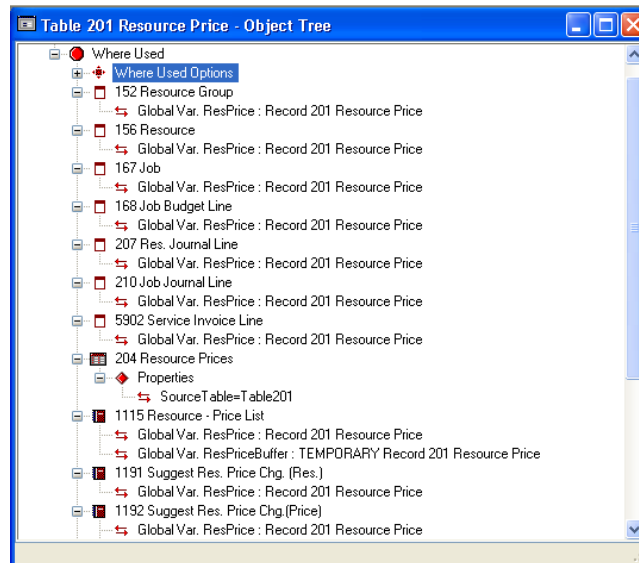 Table 201 Resource Price - Object Tree
Where Used
Where Used Options
152 Resource Group
Global Var. ResPrice : Record 201 Resource Price
156 Resource
Global Var. ResPrice : Record 201 Resource Price
167 Job
Global Var. ResPrice : Record 201 Resource Price
168 Job Budget Line
Global Var. ResPrice : Record 201 Resource Price
207 Res. Journal Line
Global Var. ResPrice : Record 201 Resource Price
210 Job Journal Line
Global Var. ResPrice : Record 201 Resource Price
5902 Service Invoice Line
Global Var. ResPrice : Record 201 Resource Price
204 Resource Prices
Properties
SourceTable=Table201
1115 Resource - Price List
Global Var. ResPrice : Record 201 Resource Price
Global Var. ResPriceBuffer : TEMPORARY Record 201 Resource Price
1191 Suggest Res. Price Chg. (Res.)
Global Var. ResPrice : Record 201 Resource Price
1192 Suggest Res. Price Chg.(Price)
Global Var. ResPrice : Record 201 Resource Price